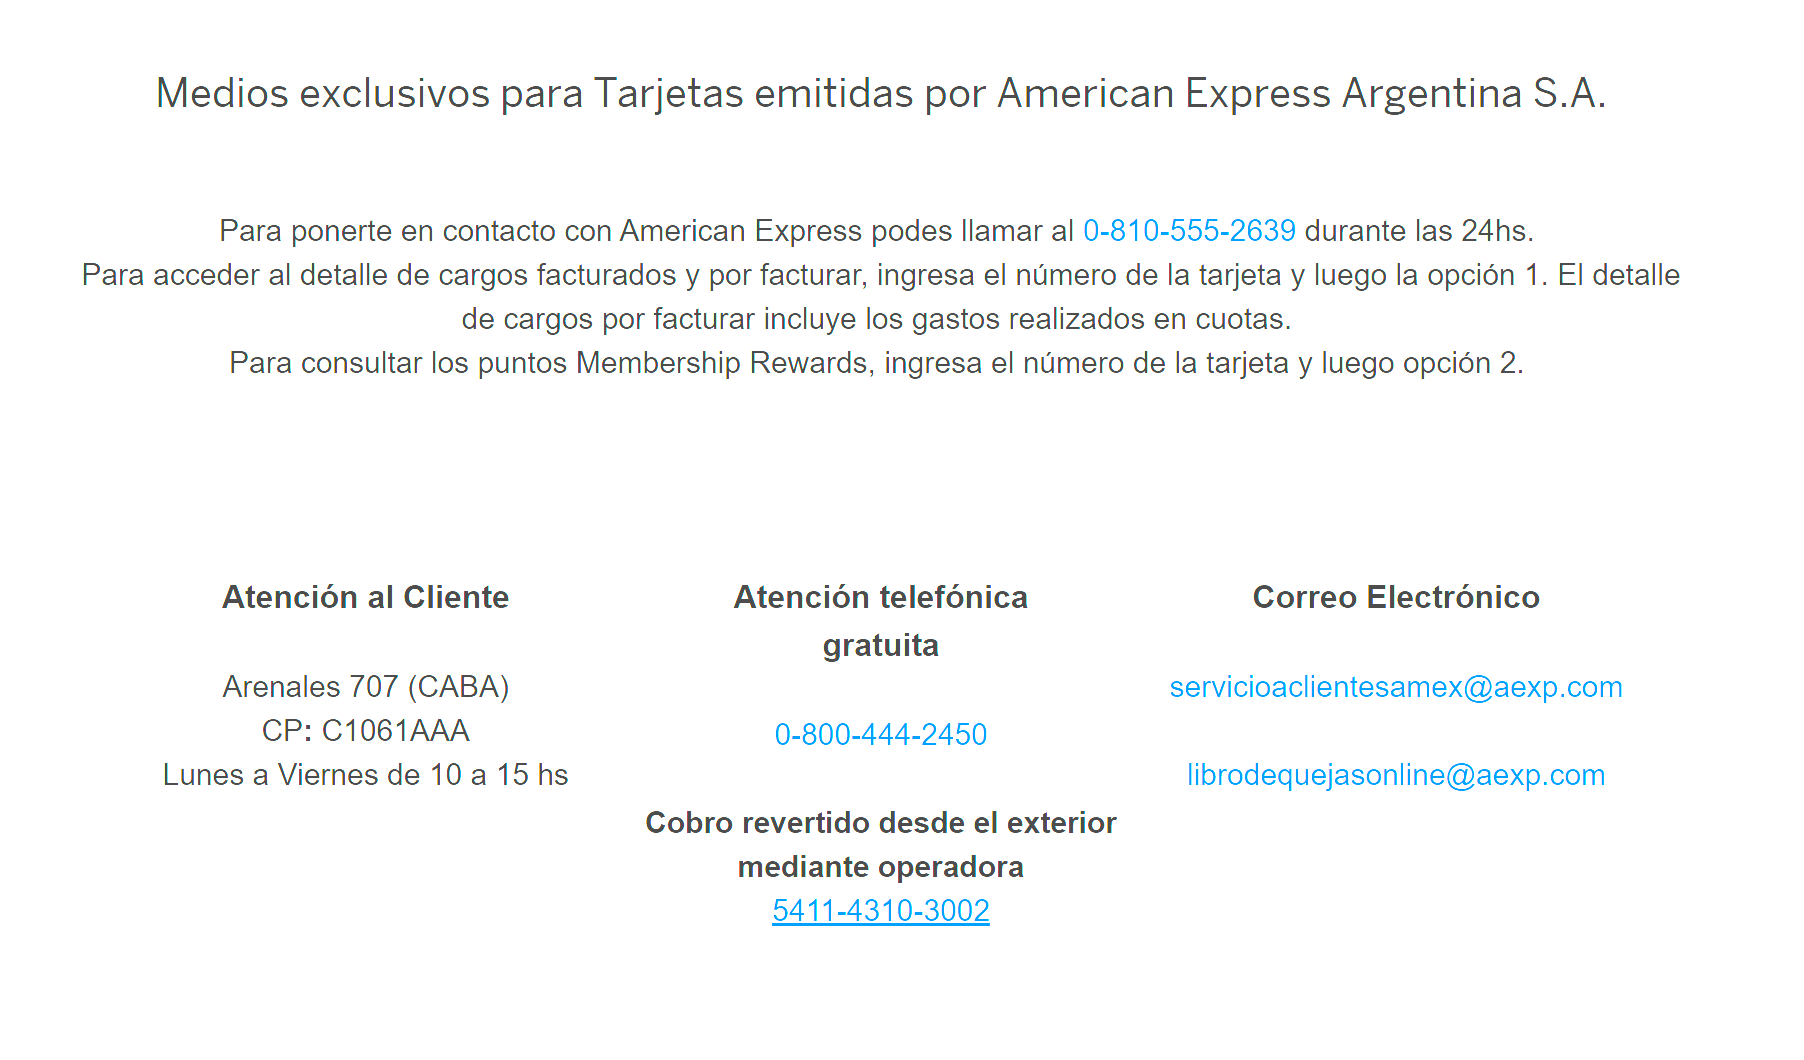 Medios exclusivos para Tarjetas emitidas por American Express Argentina S.A.
Para ponerte en contacto con American Express podes llamar al 0-810-555-2639 durante las 24hs.
Para acceder al detalle de cargos facturados y por facturar, ingresa el número de la tarjeta y luego la opción 1. El detalle
de cargos por facturar incluye los gastos realizados en cuotas.
Para consultar los puntos Membership Rewards, ingresa el número de la tarjeta y luego opción 2.
Atención al Cliente
Arenales 707 (CABA)
CP: C1061AAA
Lunes a Viernes de 10 a 15 hs
Atención telefónica
gratuita
0-800-444-2450
Cobro revertido desde el exterior
mediante operadora
5411-4310-3002
Correo Electrónico
servicioaclientesamex@aexp.com
librodequejasonline@aexp.com